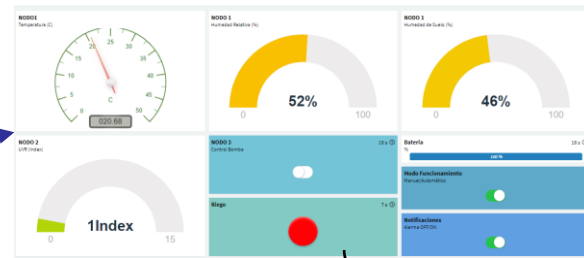 NODO1
Temperatura (C)
0
5
10
15
20
25
30
35
40
45
50
C
020.68
NODO 1
Humedad Relativa (%)
52%
0
100
NODO 1
Humedad de Suelo (%)
46%
0
100
NODO 2
UVR (Index)
1Index
0
15
NODO 3
Control Bomba
Riego
7 s
Batería
%
100 %
Modo Funcionamiento
Manual/Automático
Notificaciones
Alarma OFF/ON